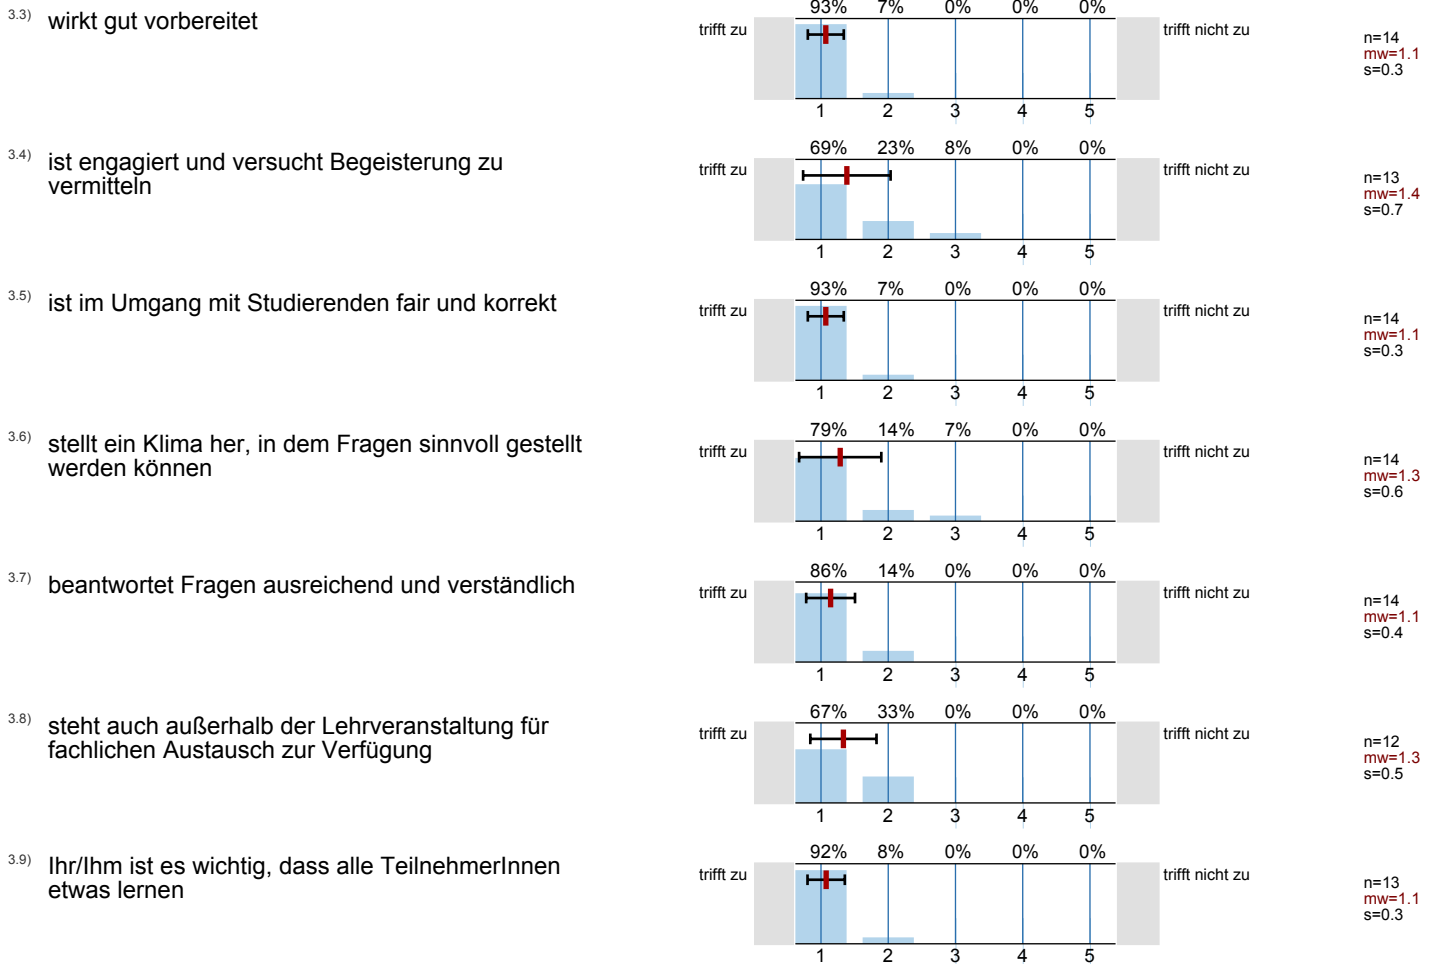 3.3) wirkt gut vorbereitet
93% 7% 0% 0% 0%
trifft zu trifft nicht zu
1 2 3 4 5
n=14
mw=1.1
s=0.3
3.4) ist engagiert und versucht Begeisterung zu
vermitteln
69% 23% 8% 0% 0%
trifft zu trifft nicht zu
1 2 3 4 5
n=13
mw=1.4
s=0.7
3.5) ist im Umgang mit Studierenden fair und korrekt
93% 7% 0% 0% 0%
trifft zu trifft nicht zu
1 2 3 4 5
n=14
mw=1.1
s=0.3
3.6) stellt ein Klima her, in dem Fragen sinnvoll gestellt
werden können
79% 14% 7% 0% 0%
trifft zu trifft nicht zu
1 2 3 4 5
n=14
mw=1.3
s=0.6
3.7) beantwortet Fragen ausreichend und verständlich
86% 14% 0% 0% 0%
trifft zu trifft nicht zu
1 2 3 4 5
n=14
mw=1.1
s=0.4
3.8) steht auch außerhalb der Lehrveranstaltung für
fachlichen Austausch zur Verfügung
67% 33% 0% 0% 0%
trifft zu trifft nicht zu
1 2 3 4 5
n=12
mw=1.3
s=0.5
3.9) Ihr/Ihm ist es wichtig, dass alle TeilnehmerInnen
etwas lernen
92% 8% 0% 0% 0%
trifft zu trifft nicht zu
1 2 3 4 5
n=13
mw=1.1
s=0.3